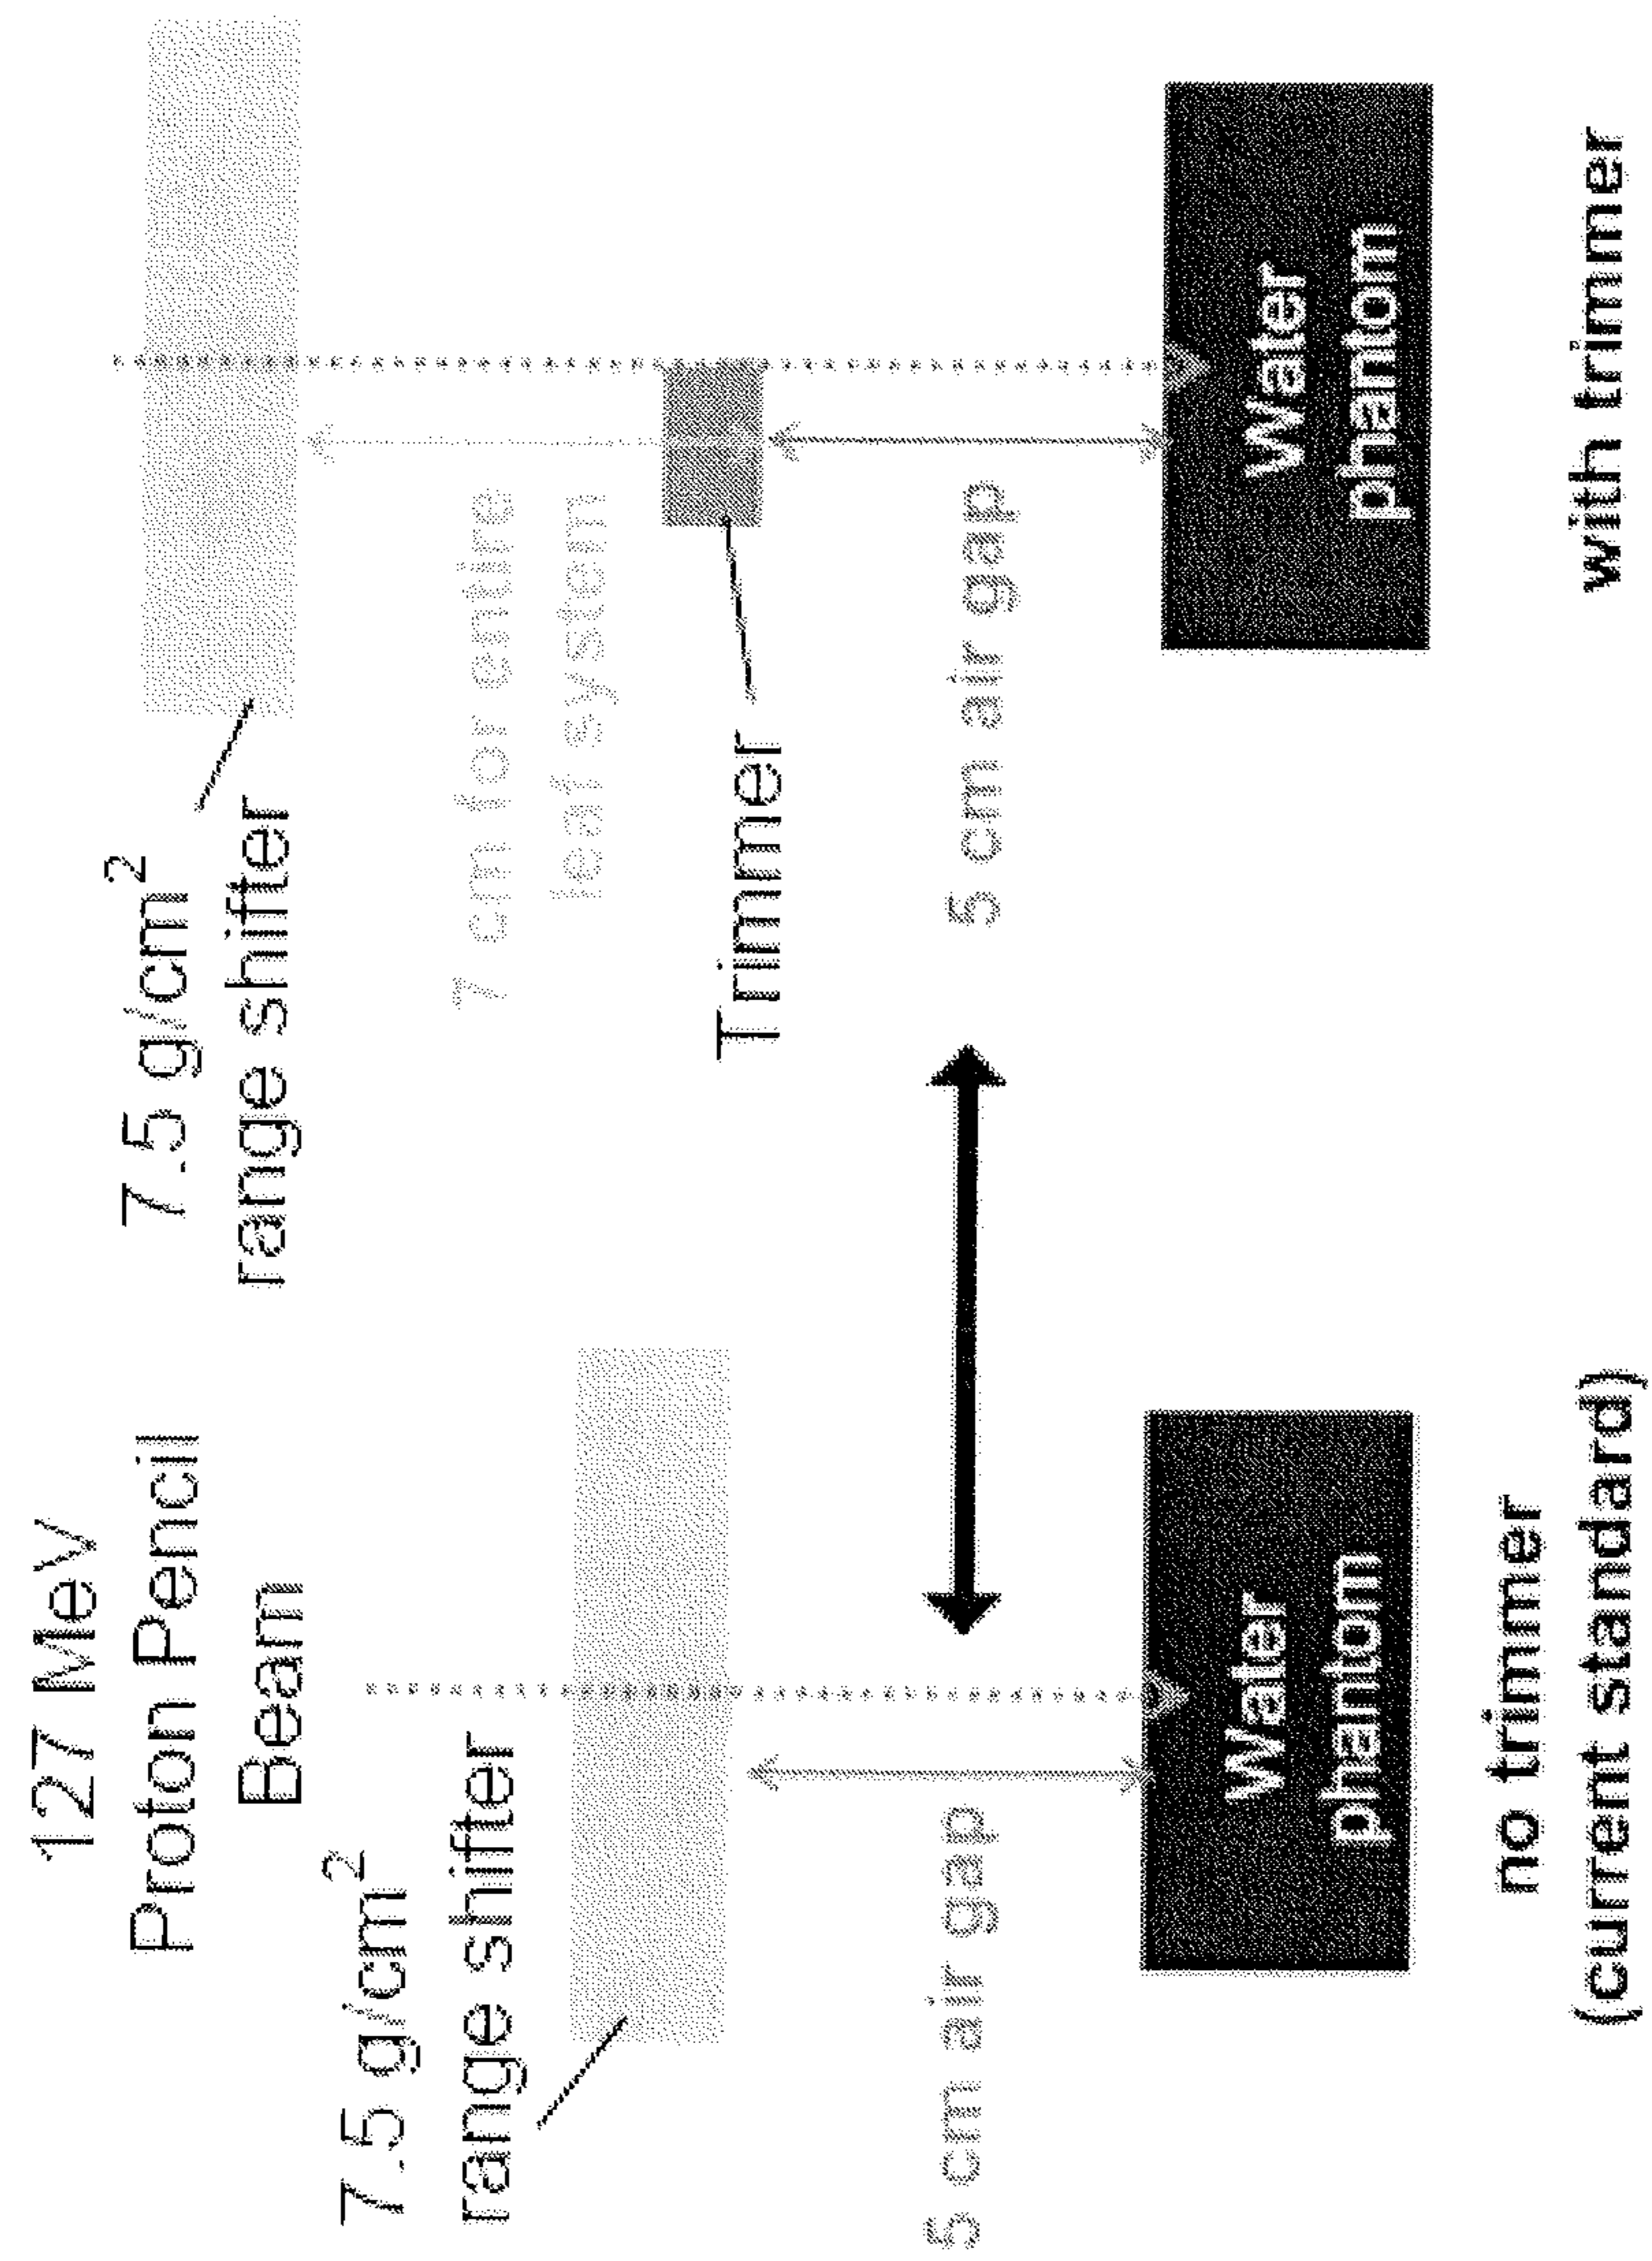 127 MeV
Proton Pencil
Beam
7.5 g/cm²
range shifter
5 cm air gap
Water
phantom
no trimmer
(current standard)
7.5 g/cm²
range shifter
7 cm for entire
leaf system
Trimmer
5 cm air gap
Water
phantom
with trimmer